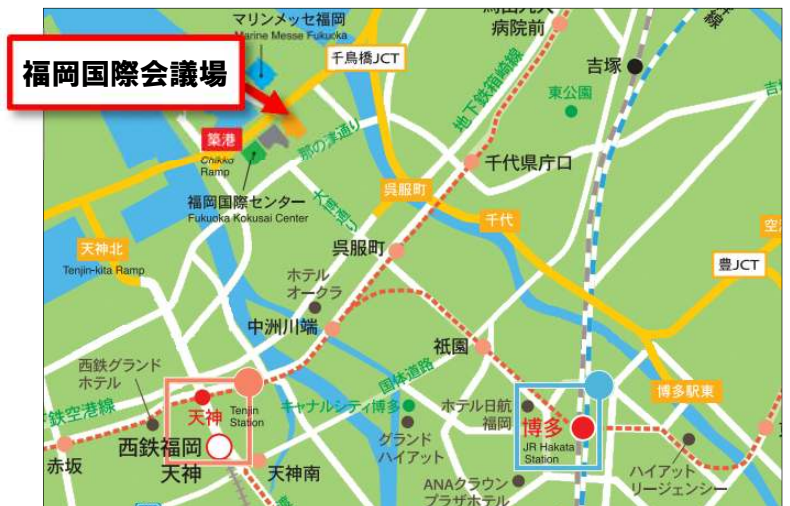 マリンメッセ福岡
Marine Messe Fukuoka
病院前
千鳥橋JCT
吉塚
福岡国際会議場
東公園
地下鉄箱崎線
築港
Chikko
Ramp
那の津通り
千代県庁口
福岡国際センター
Fukuoka Kokusai Center
大博通り
呉服町
千代
天神北
Tenjin-kita Ramp
呉服町
豊JCT
ホテル
オークラ
中洲川端
祇園
西鉄グランド
ホテル
国体道路
博多駅東
鉄空港線
天神
Tenjin
Station
キャナルシティ博多
ホテル日航
福岡
博多
JR Hakata
Station
西鉄福岡
天神
赤坂
天神南
グランド
ハイアット
ANAクラウン
プラザホテル
ハイアット
リージェンシー